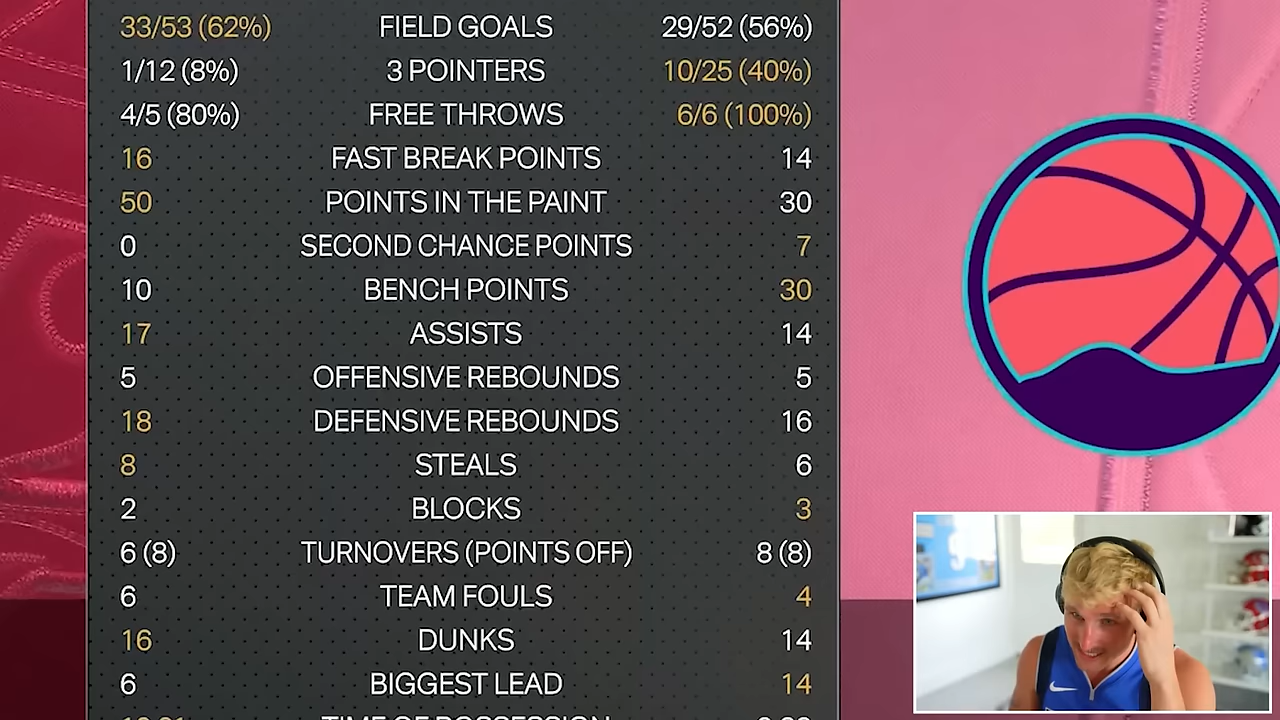 33/53 (62%) FIELD GOALS 29/52 (56%)
1/12 (8%) 3 POINTERS 10/25 (40%)
4/5 (80%) FREE THROWS 6/6 (100%)
16 FAST BREAK POINTS 14
50 POINTS IN THE PAINT 30
0 SECOND CHANCE POINTS 7
10 BENCH POINTS 30
17 ASSISTS 14
5 OFFENSIVE REBOUNDS 5
18 DEFENSIVE REBOUNDS 16
8 STEALS 6
2 BLOCKS 3
6 (8) TURNOVERS (POINTS OFF) 8 (8)
6 TEAM FOULS 4
16 DUNKS 14
6 BIGGEST LEAD 14
TIME OF POSSESSION